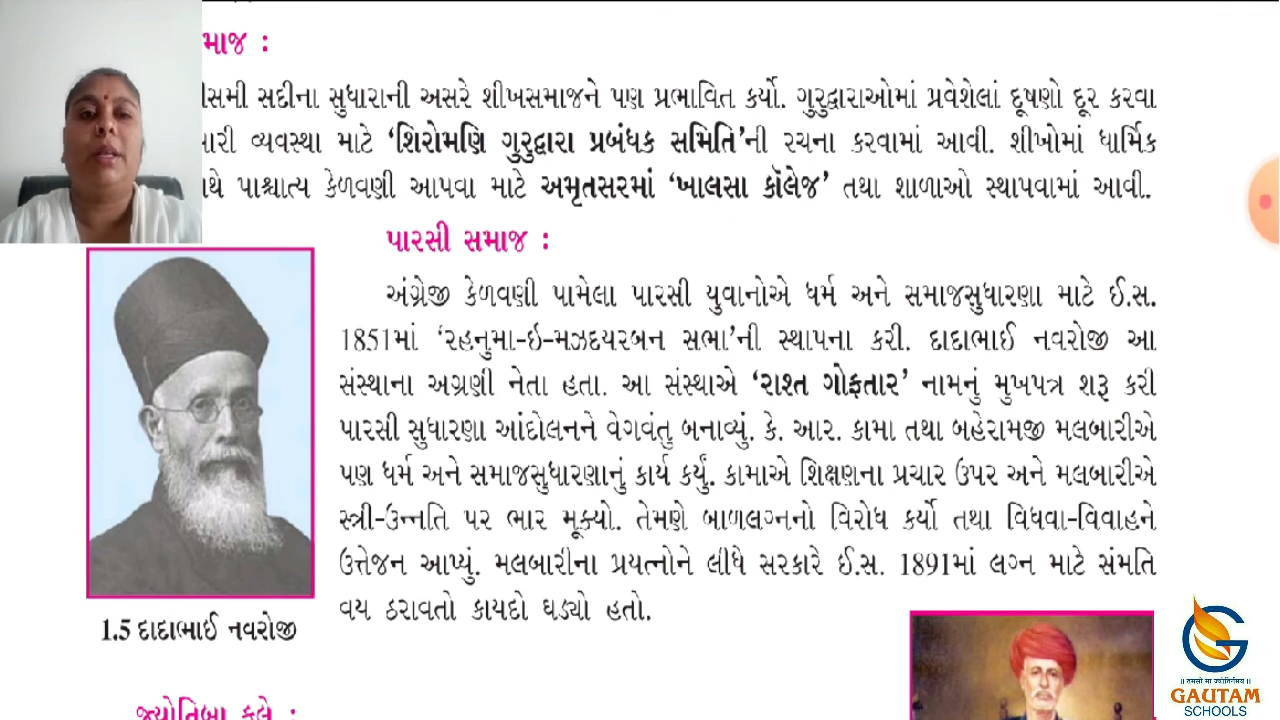 માજ :
સમી સદીના સુધારાની અસરે શીખસમાજને પણ પ્રભાવિત કર્યો. ગુરુદ્વારાઓમાં પ્રવેશેલાં દૂષણો દૂર કરવા
વ્યવસ્થા માટે ‘શિરોમણિ ગુરુદ્વારા પ્રબંધક સમિતિ’ની રચના કરવામાં આવી. શીખોમાં ધાર્મિક
થે પાશ્ચાત્ય કેળવણી આપવા માટે અમૃતસરમાં ‘ખાલસા કૉલેજ’ તથા શાળાઓ સ્થાપવામાં આવી.
પારસી સમાજ :
અંગ્રેજી કેળવણી પામેલા પારસી યુવાનોએ ધર્મ અને સમાજસુધારણા માટે ઈ.સ.
1851માં ‘રહનુમા-ઇ-મઝદયરબન સભા’ની સ્થાપના કરી. દાદાભાઈ નવરોજી આ
સંસ્થાના અગ્રણી નેતા હતા. આ સંસ્થાએ ‘રાશ્ત ગોફતાર’ નામનું મુખપત્ર શરૂ કરી
પારસી સુધારણા આંદોલનને વેગવંતુ બનાવ્યું. કે. આર. કામા તથા બહેરામજી મલબારીએ
પણ ધર્મ અને સમાજસુધારણાનું કાર્ય કર્યું. કામાએ શિક્ષણના પ્રચાર ઉપર અને મલબારીએ
સ્ત્રી-ઉન્નતિ પર ભાર મૂક્યો. તેમણે બાળલગ્નનો વિરોધ કર્યો તથા વિધવા-વિવાહને
ઉત્તેજન આપ્યું. મલબારીના પ્રયત્નોને લીધે સરકારે ઈ.સ. 1891માં લગ્ન માટે સંમતિ
વય ઠરાવતો કાયદો ઘડ્યો હતો.
1.5 દાદાભાઈ નવરોજી
જ્યોતિબા ફૂલે :
|| તમસો મા જ્યોતિર્ગમય ||
GAUTAM
SCHOOLS